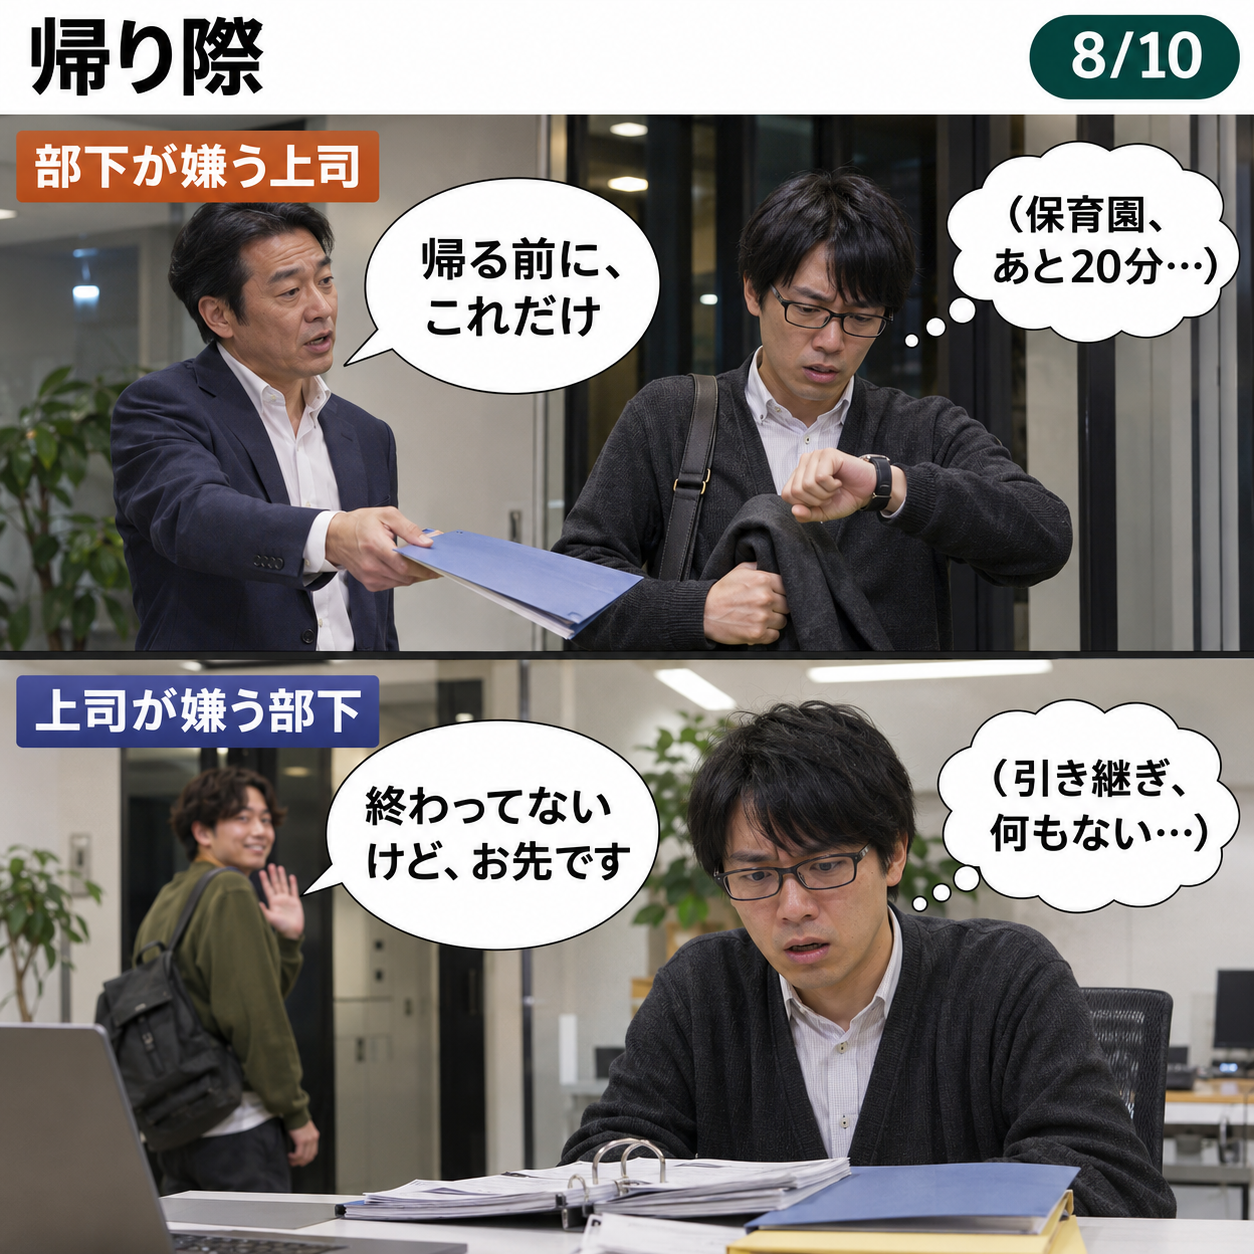 帰り際
8/10
部下が嫌う上司
帰る前に、
これだけ
(保育園、
あと20分…)
上司が嫌う部下
終わってない
けど、お先です
(引き継ぎ、
何もない…)